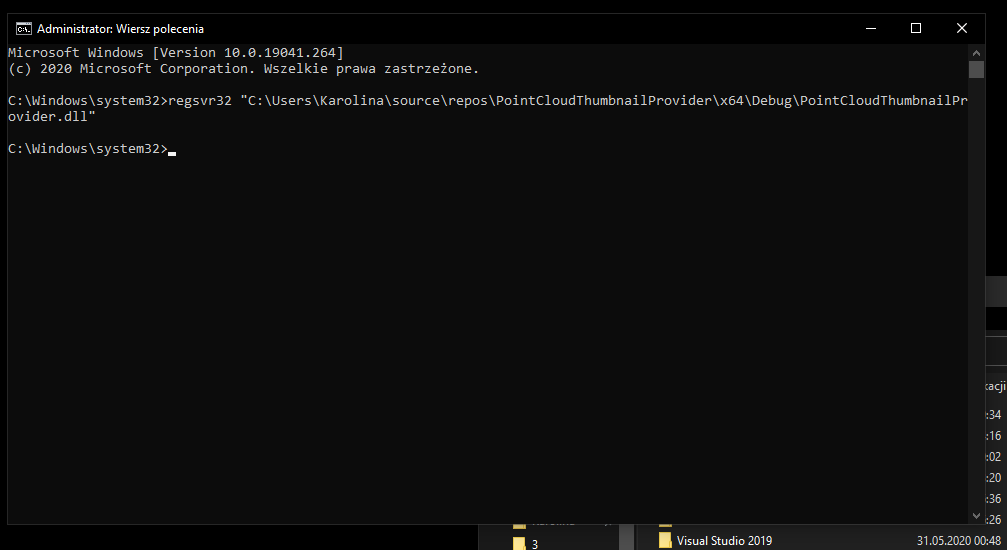 Administrator: Wiersz polecenia
Microsoft Windows [Version 10.0.19041.264]
(c) 2020 Microsoft Corporation. Wszelkie prawa zastrzeżone.
C:\Windows\system32>regsvr32 "C:\Users\Karolina\source\repos\PointCloudThumbnailProvider\x64\Debug\PointCloudThumbnailPr
ovider.dll"
C:\Windows\system32>
kacji
:34
:16
:02
:20
:36
:26
3
Visual Studio 2019 31.05.2020 00:48